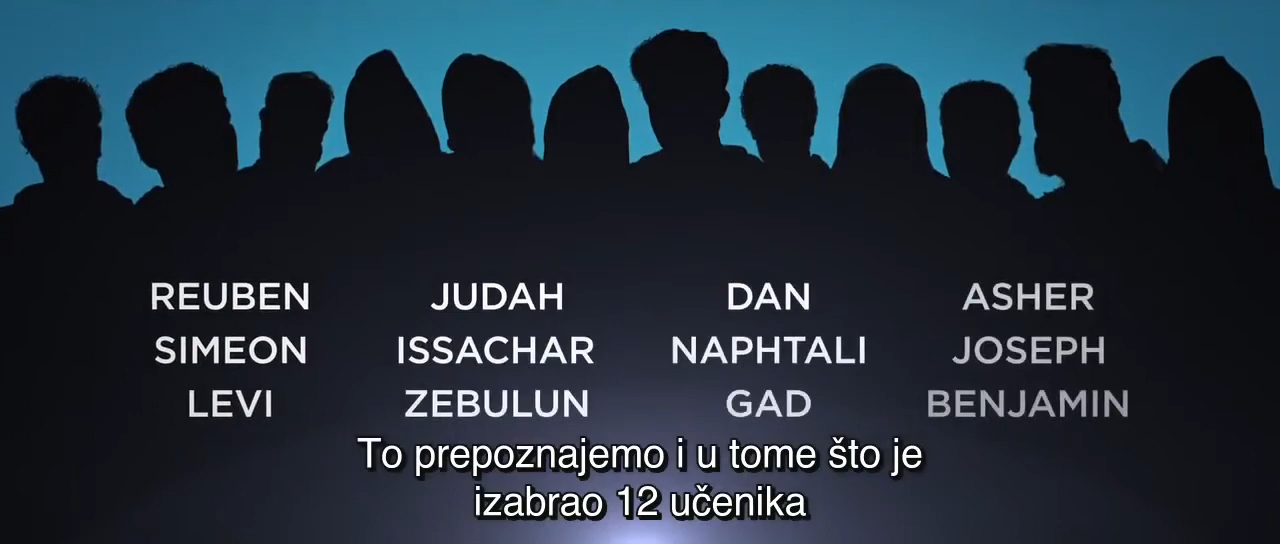 REUBEN JUDAH DAN ASHER
SIMEON ISSACHAR NAPHTALI JOSEPH
LEVI ZEBULUN GAD BENJAMIN
To prepoznajemo i u tome što je
izabrao 12 učenika